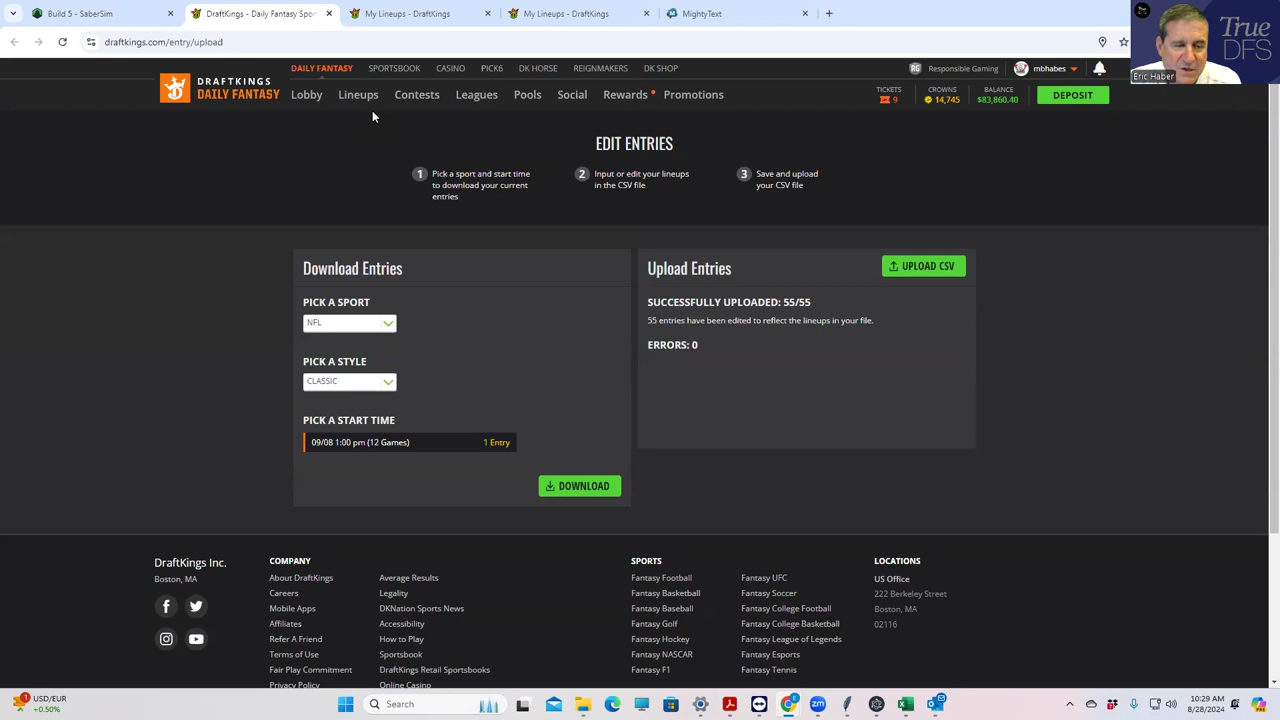 Build 5 - SaberSim
DraftKings - Daily Fantasy Spor
My Lineups - DraftKings
My Lineups - DraftKings
MightyText
draftkings.com/entry/upload
True DFS
Eric Haber
DAILY FANTASY SPORTSBOOK CASINO PICK6 DK HORSE REIGNMAKERS DK SHOP
RG Responsible Gaming mbhabes
DRAFTKINGS
DAILY FANTASY
Lobby Lineups Contests Leagues Pools Social Rewards Promotions
TICKETS CROWNS BALANCE
9 14,745 $83,860.40
DEPOSIT
EDIT ENTRIES
1 Pick a sport and start time
to download your current
entries
2 Input or edit your lineups
in the CSV file
3 Save and upload
your CSV file
Download Entries
PICK A SPORT
NFL
PICK A STYLE
CLASSIC
PICK A START TIME
09/08 1:00 pm (12 Games) 1 Entry
DOWNLOAD
Upload Entries
UPLOAD CSV
SUCCESSFULLY UPLOADED: 55/55
55 entries have been edited to reflect the lineups in your file.
ERRORS: 0
DraftKings Inc.
Boston, MA
COMPANY
About DraftKings
Careers
Mobile Apps
Affiliates
Refer A Friend
Terms of Use
Fair Play Commitment
Privacy Policy
Average Results
Legality
DKNation Sports News
Accessibility
How to Play
Sportsbook
DraftKings Retail Sportsbooks
Online Casino
SPORTS
Fantasy Football
Fantasy Basketball
Fantasy Baseball
Fantasy Golf
Fantasy Hockey
Fantasy NASCAR
Fantasy F1
Fantasy UFC
Fantasy Soccer
Fantasy College Football
Fantasy College Basketball
Fantasy League of Legends
Fantasy Esports
Fantasy Tennis
LOCATIONS
US Office
222 Berkeley Street
Boston, MA
02116
USD/EUR
+0.50%
Search
10:29 AM
8/28/2024